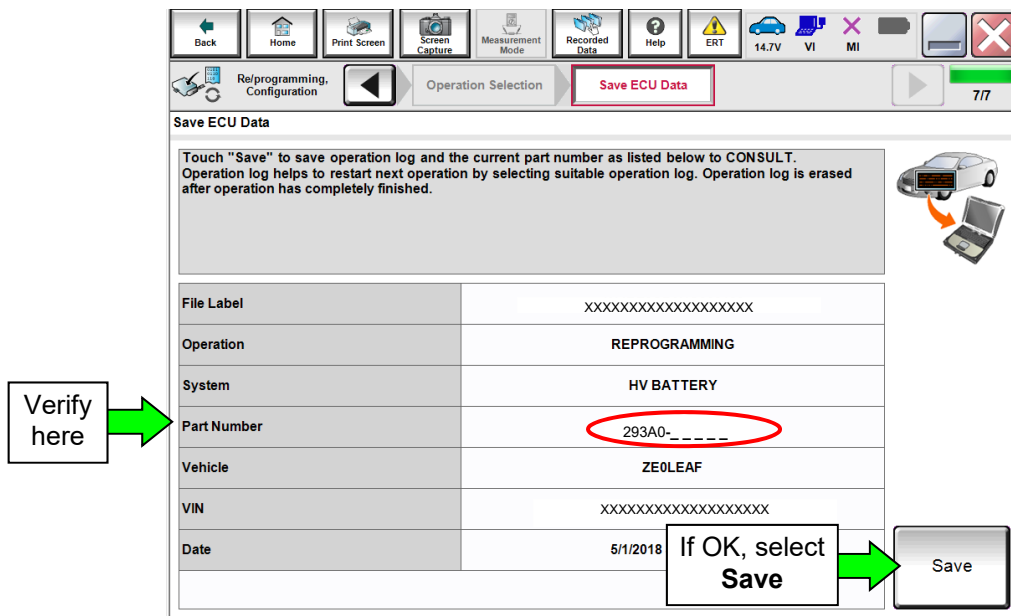 Back
Home
Print Screen
Screen
Capture
Measurement
Mode
Recorded
Data
Help
ERT
14.7V
VI
MI
Re/programming,
Configuration
Operation Selection
Save ECU Data
7/7
Save ECU Data
Touch "Save" to save operation log and the current part number as listed below to CONSULT.
Operation log helps to restart next operation by selecting suitable operation log. Operation log is erased
after operation has completely finished.
File Label
XXXXXXXXXXXXXXXXXXX
Operation
REPROGRAMMING
System
HV BATTERY
Verify
here
Part Number
293A0-_ _ _ _ _
Vehicle
ZE0LEAF
VIN
XXXXXXXXXXXXXXXXXXX
Date
5/1/2018
If OK, select
Save
Save